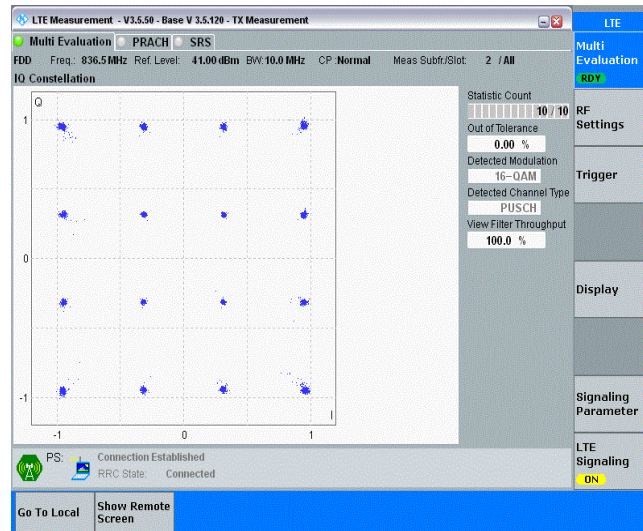 LTE Measurement - V3.5.50 - Base V 3.5.120 - TX Measurement
LTE
Multi Evaluation PRACH SRS
Multi
Evaluation
RDY
FDD Freq.: 836.5 MHz Ref. Level: 41.00 dBm BW: 10.0 MHz CP :Normal Meas Subfr./Slot: 2 / All
IQ Constellation
Statistic Count
10 / 10
Out of Tolerance
0.00 %
Detected Modulation
16-QAM
Detected Channel Type
PUSCH
View Filter Throughput
100.0 %
RF
Settings
Trigger
Display
Signaling
Parameter
LTE
Signaling
ON
Q
1
0
-1
I
-1 0 1
PS: Connection Established
RRC State: Connected
Go To Local
Show Remote
Screen